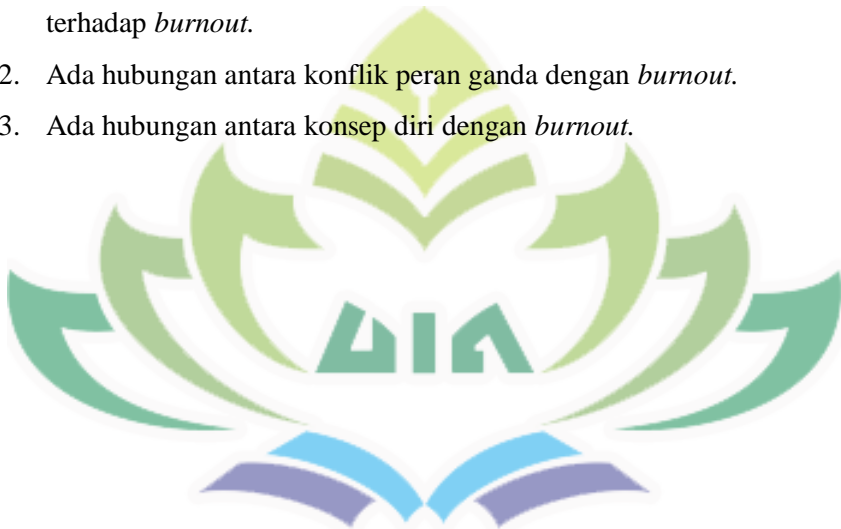 terhadap burnout.
2. Ada hubungan antara konflik peran ganda dengan burnout.
3. Ada hubungan antara konsep diri dengan burnout.
UIN